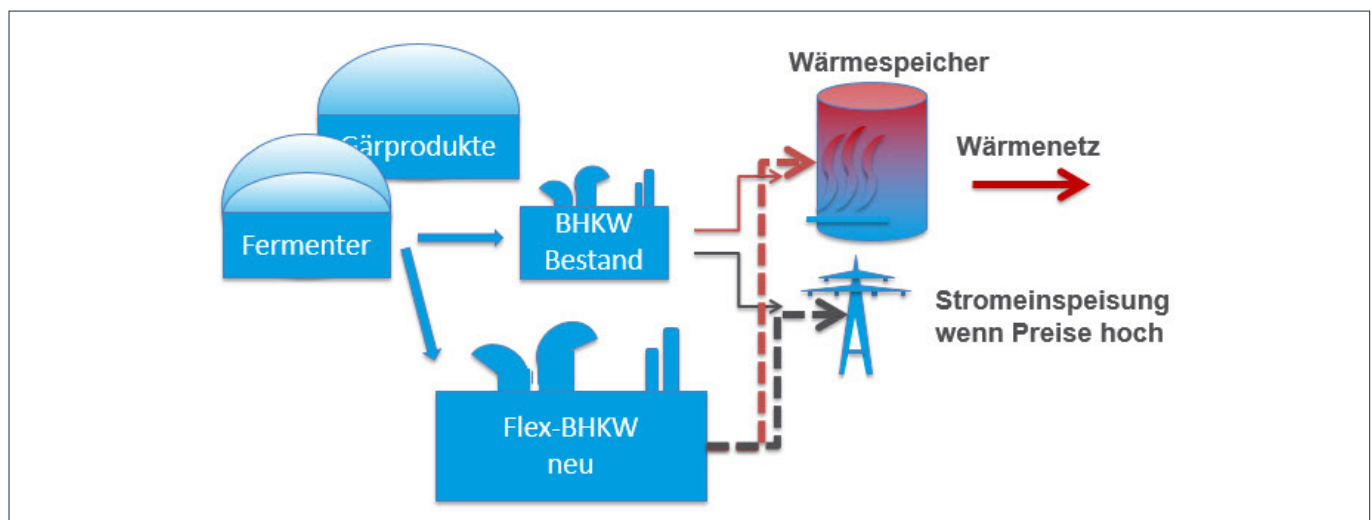 Wärmespeicher
Gärprodukte
Wärmenetz
Fermenter
BHKW
Bestand
Stromeinspeisung
wenn Preise hoch
Flex-BHKW
neu